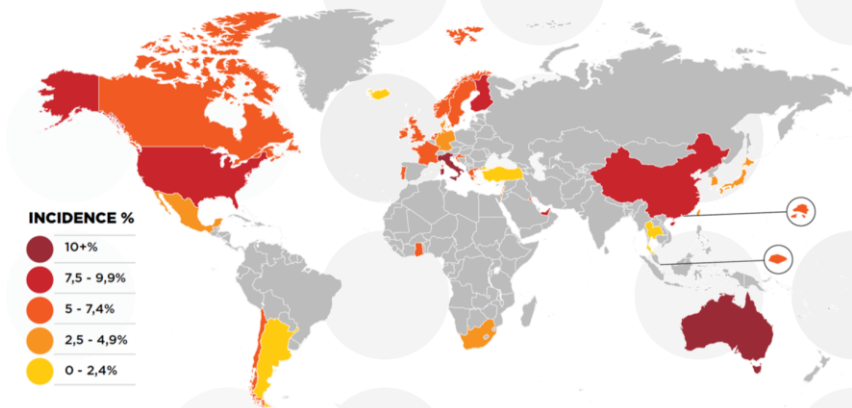 INCIDENCE %
10+%
7,5 - 9,9%
5 - 7,4%
2,5 - 4,9%
0 - 2,4%